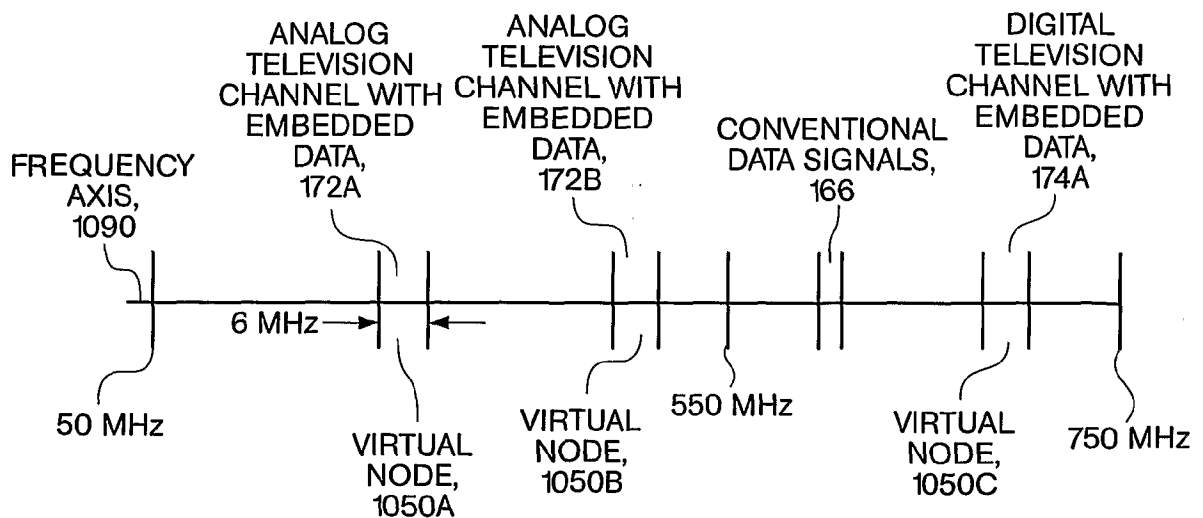 ANALOG
TELEVISION
CHANNEL WITH
EMBEDDED
DATA,
172A
ANALOG
TELEVISION
CHANNEL WITH
EMBEDDED
DATA,
172B
CONVENTIONAL
DATA SIGNALS,
166
DIGITAL
TELEVISION
CHANNEL WITH
EMBEDDED
DATA,
174A
FREQUENCY
AXIS,
1090
6 MHz
50 MHz
VIRTUAL
NODE,
1050A
VIRTUAL
NODE,
1050B
550 MHz
VIRTUAL
NODE,
1050C
750 MHz